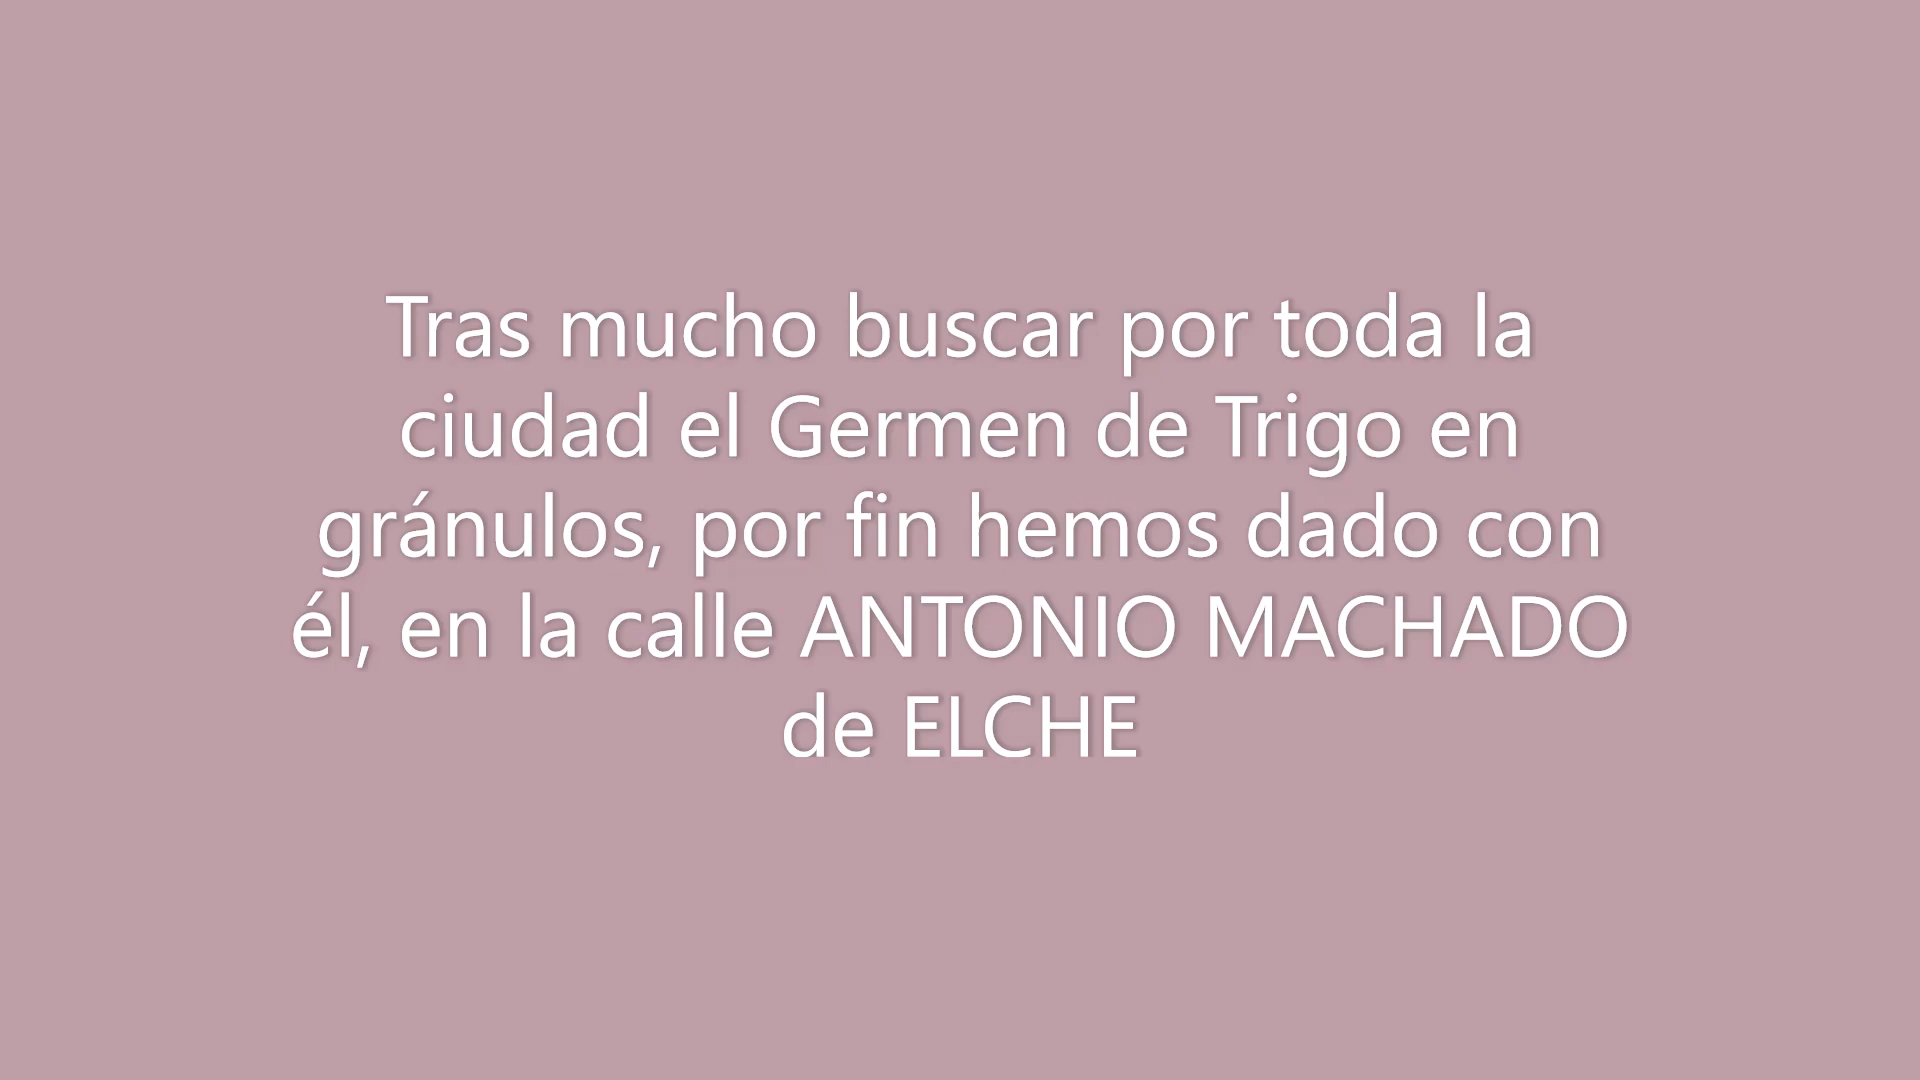 Tras mucho buscar por toda la
ciudad el Germen de Trigo en
gránulos, por fin hemos dado con
él, en la calle ANTONIO MACHADO
de ELCHE